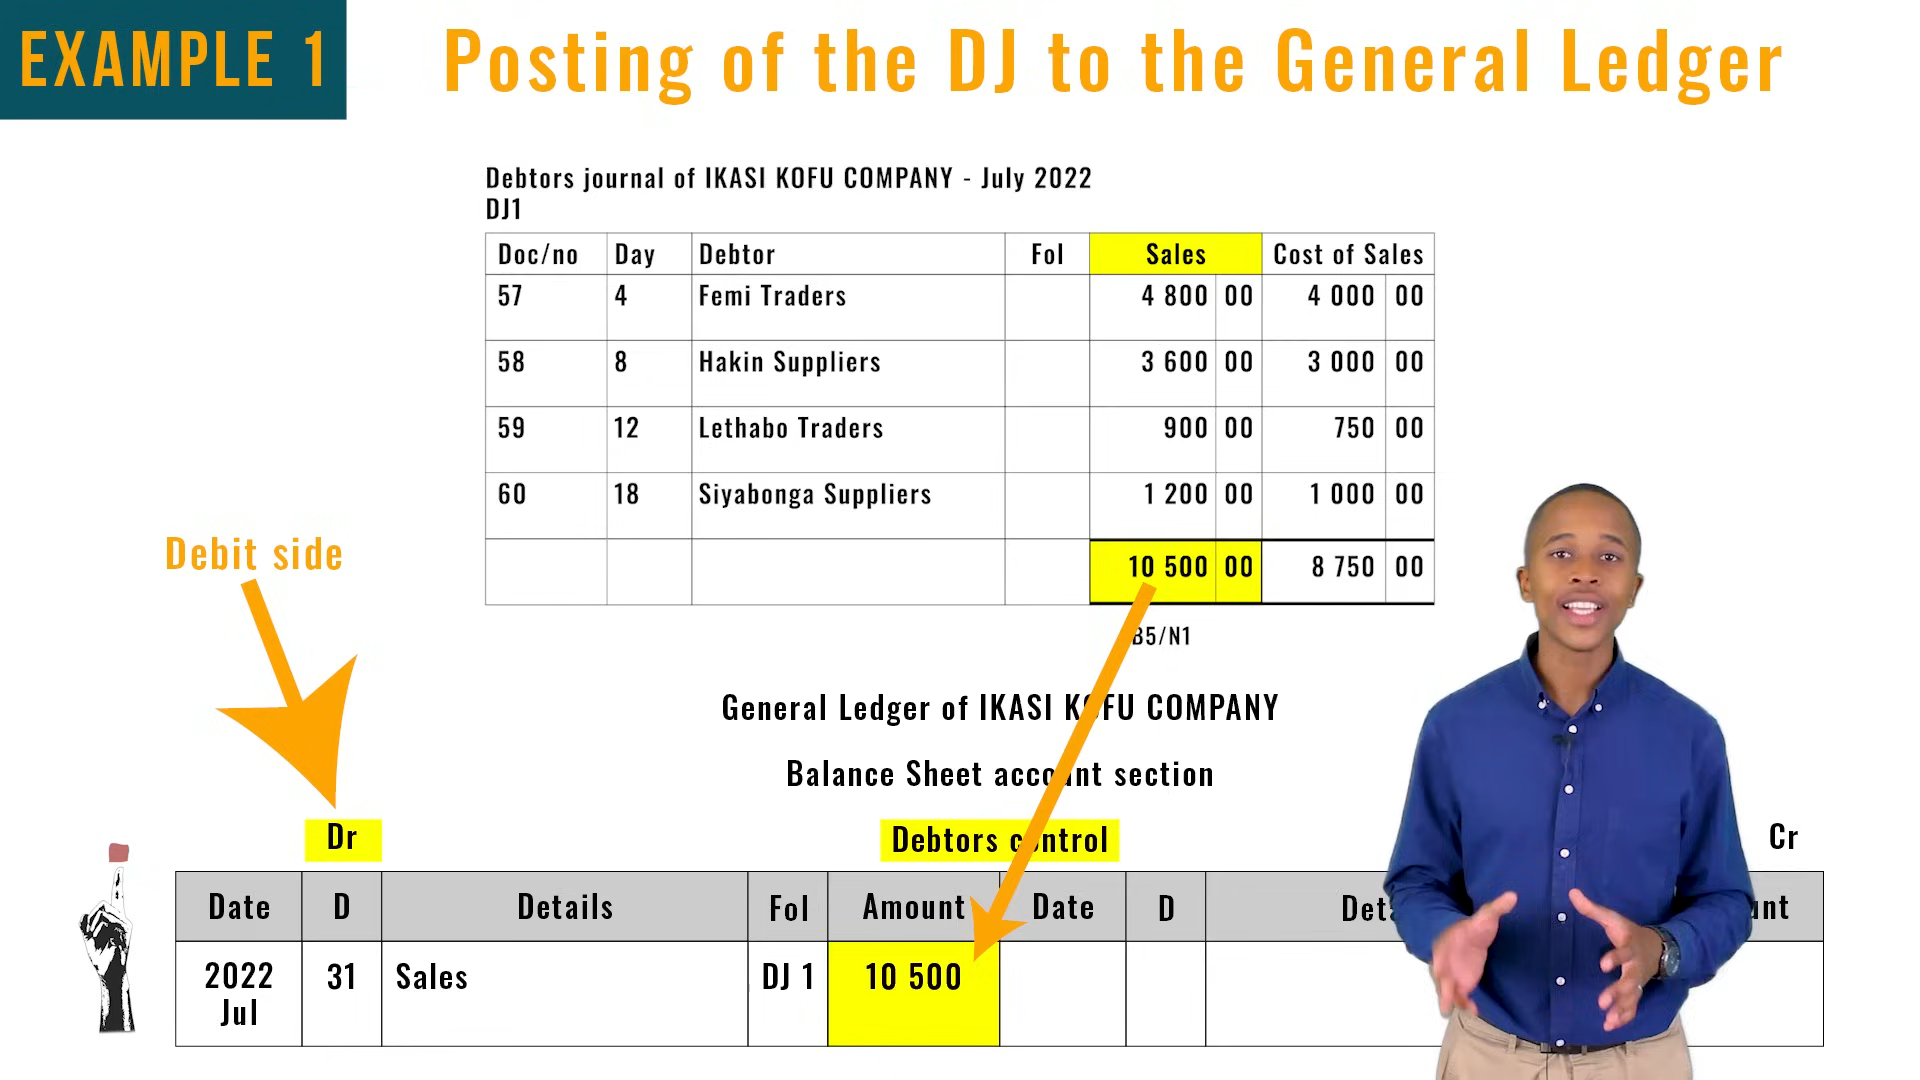 EXAMPLE 1
Posting of the DJ to the General Ledger
Debtors journal of IKASI KOFU COMPANY - July 2022
DJ1
Doc/no Day Debtor Fol Sales Cost of Sales
57 4 Femi Traders 4 800 00 4 000 00
58 8 Hakin Suppliers 3 600 00 3 000 00
59 12 Lethabo Traders 900 00 750 00
60 18 Siyabonga Suppliers 1 200 00 1 000 00
10 500 00 8 750 00
B5/N1
Debit side
General Ledger of IKASI KOFU COMPANY
Balance Sheet account section
Dr Debtors control Cr
Date D Details Fol Amount Date D
2022 31 Sales DJ 1 10 500
Jul